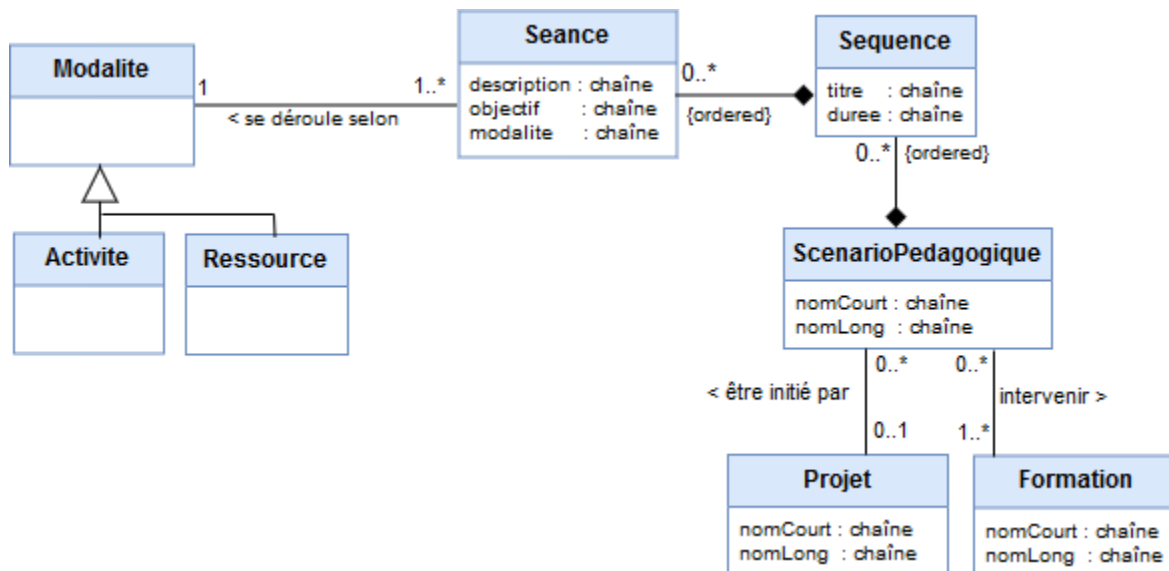 Modalite
1
1..*
< se déroule selon
Seance
description : chaîne
objectif : chaîne
modalite : chaîne
0..*
{ordered}
Sequence
titre : chaîne
duree : chaîne
0..*
{ordered}
Activite
Ressource
ScenarioPedagogique
nomCourt : chaîne
nomLong : chaîne
0..*
0..*
< être initié par
intervenir >
0..1
1..*
Projet
nomCourt : chaîne
nomLong : chaîne
Formation
nomCourt : chaîne
nomLong : chaîne